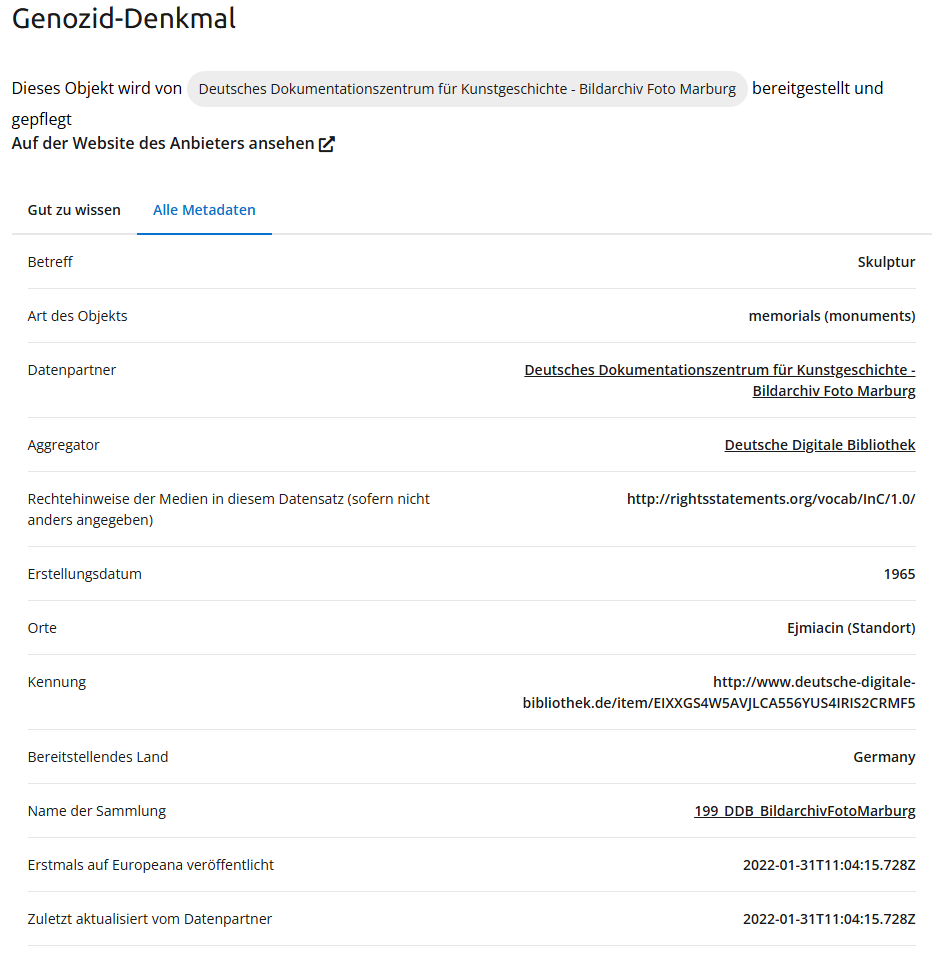 Genozid-Denkmal
Dieses Objekt wird von Deutsches Dokumentationszentrum für Kunstgeschichte - Bildarchiv Foto Marburg bereitgestellt und
gepflegt
Auf der Website des Anbieters ansehen
Gut zu wissen Alle Metadaten
Betreff Skulptur
Art des Objekts memorials (monuments)
Datenpartner Deutsches Dokumentationszentrum für Kunstgeschichte -
Bildarchiv Foto Marburg
Aggregator Deutsche Digitale Bibliothek
Rechtehinweise der Medien in diesem Datensatz (sofern nicht http://rightsstatements.org/vocab/InC/1.0/
anders angegeben)
Erstellungsdatum 1965
Orte Ejmiacin (Standort)
Kennung http://www.deutsche-digitale-
bibliothek.de/item/EIXXGS4W5AVJLCA556YUS4IRIS2CRMF5
Bereitstellendes Land Germany
Name der Sammlung 199_DDB_BildarchivFotoMarburg
Erstmals auf Europeana veröffentlicht 2022-01-31T11:04:15.728Z
Zuletzt aktualisiert vom Datenpartner 2022-01-31T11:04:15.728Z